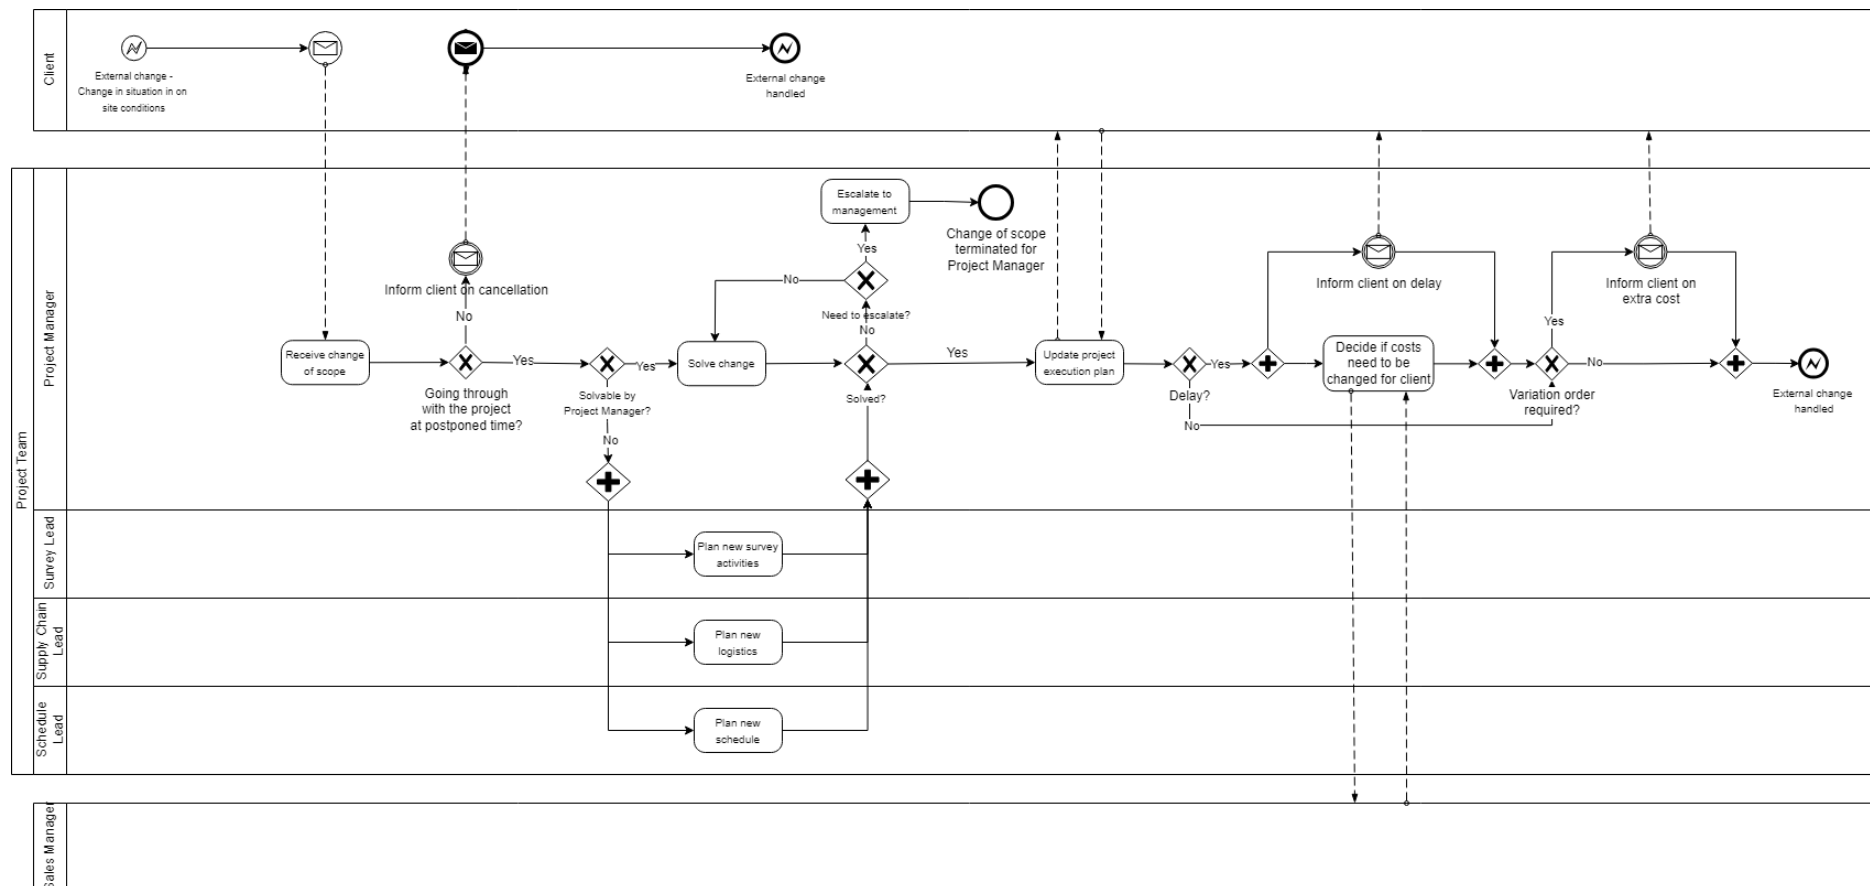 Client
External change -
Change in situation in on
site conditions
External change
handled
Project Team
Project Manager
Escalate to
management
Change of scope
terminated for
Project Manager
Yes
No
Need to escalate?
No
Inform client on cancellation
No
Receive change
of scope
Going through
with the project
at postponed time?
Yes
Solvable by
Project Manager?
Yes
No
Solve change
Solved?
Yes
Update project
execution plan
Delay?
Yes
No
Inform client on delay
Decide if costs
need to be
changed for client
Variation order
required?
Yes
No
Inform client on
extra cost
External change
handled
Survey Lead
Plan new survey
activities
Supply Chain
Lead
Plan new
logistics
Schedule
Lead
Plan new
schedule
Sales Manager